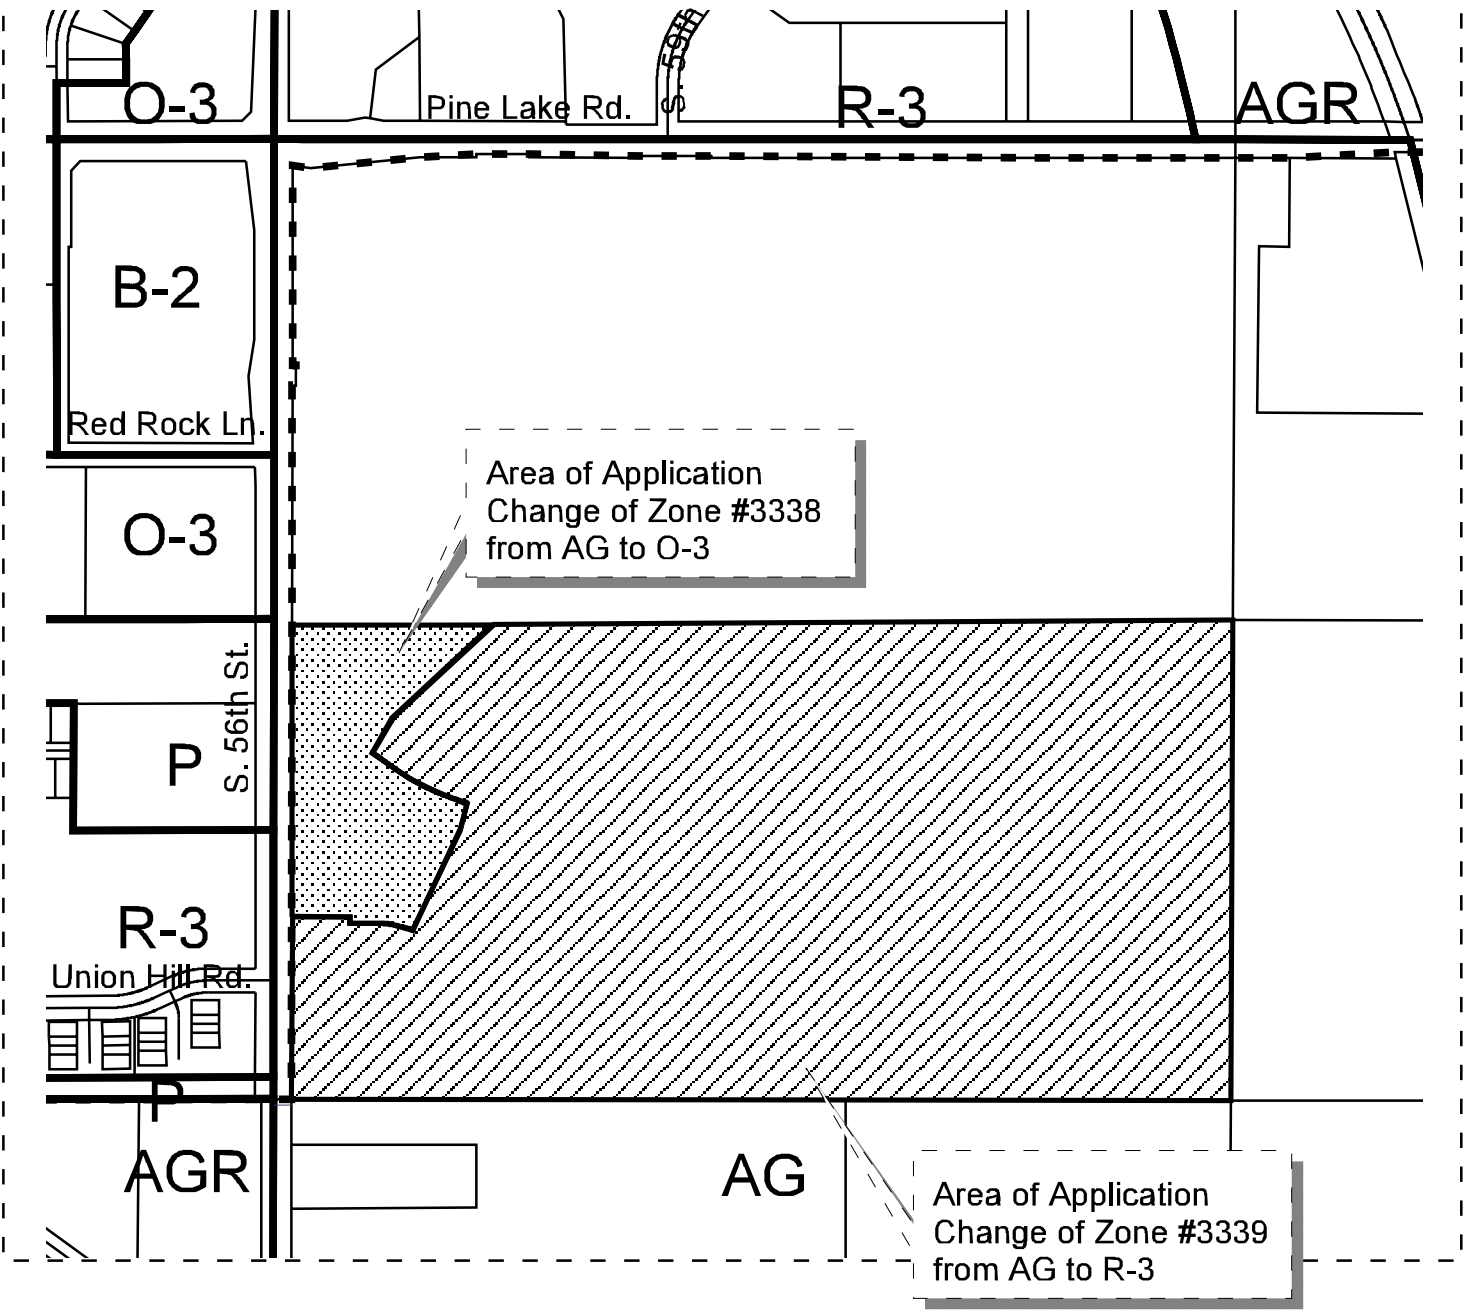 S. 59th
O-3
Pine Lake Rd.
R-3
AGR
B-2
Red Rock Ln.
Area of Application
Change of Zone #3338
from AG to O-3
O-3
S. 56th St.
P
R-3
Union Hill Rd.
P
AGR
AG
Area of Application
Change of Zone #3339
from AG to R-3